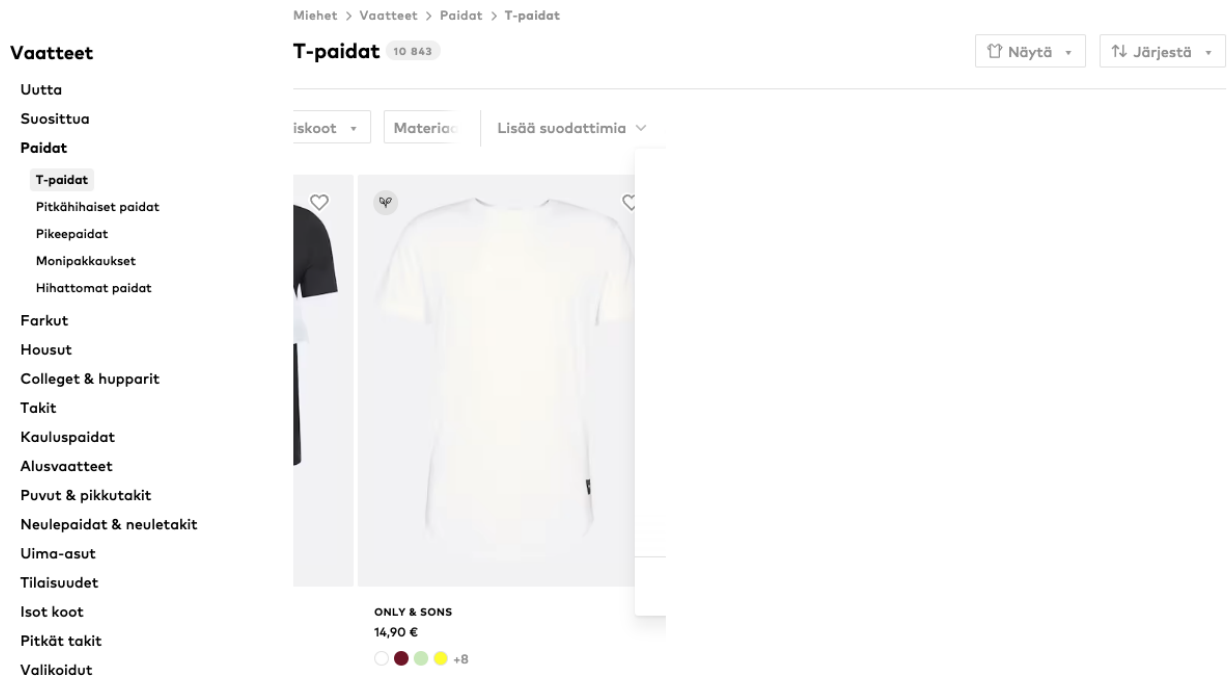 Miehet > Vaatteet > Paidat > T-paidat
Vaatteet
T-paidat 10 843
Näytä
Järjestä
Uutta
Suosittua
Paidat
T-paidat
Pitkähihaiset paidat
Pikeepaidat
Monipakkaukset
Hihattomat paidat
Farkut
Housut
Colleget & hupparit
Takit
Kauluspaidat
Alusvaatteet
Puvut & pikkutakit
Neulepaidat & neuletakit
Uima-asut
Tilaisuudet
Isot koot
Pitkät takit
Valikoidut
iskoot
Materiaa
Lisää suodattimia
ONLY & SONS
14,90 €
+8